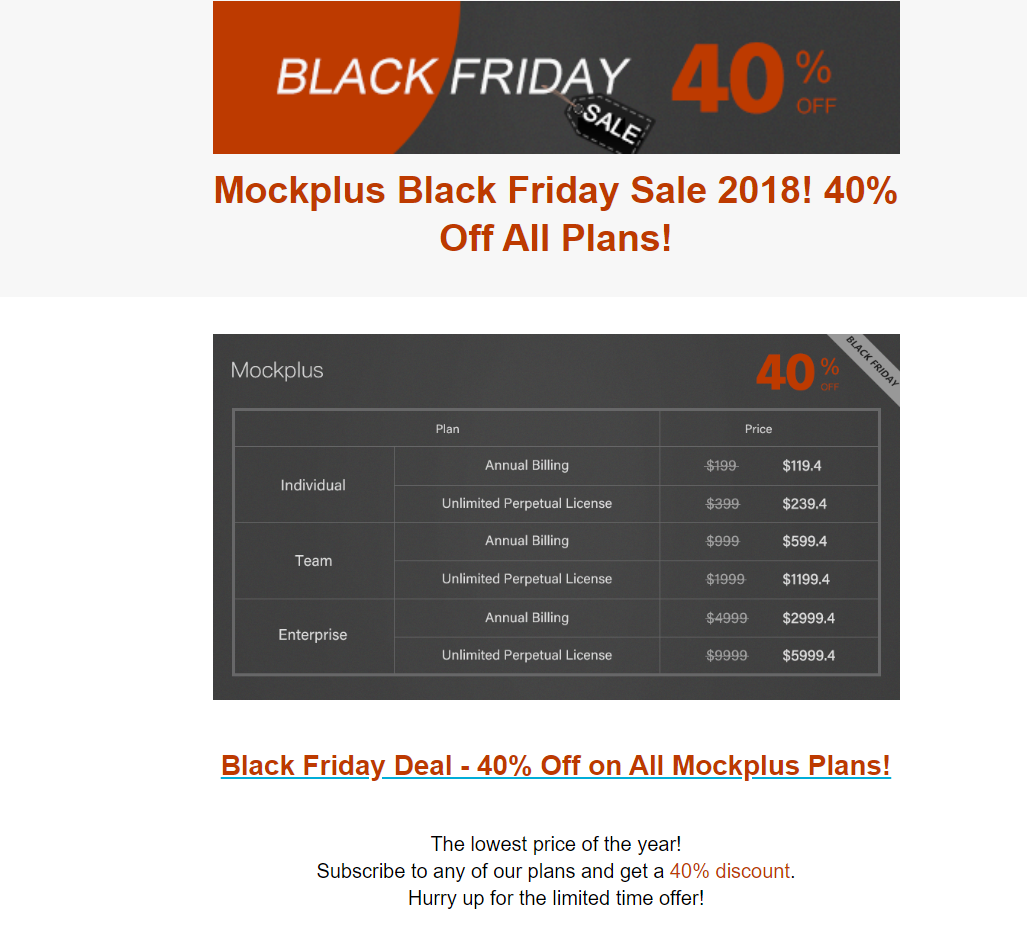 BLACK FRIDAY
SALE
40%
OFF
Mockplus Black Friday Sale 2018! 40%
Off All Plans!
Mockplus
40%
OFF
BLACK FRIDAY
Plan Price
Individual
Annual Billing $199 $119.4
Unlimited Perpetual License $399 $239.4
Team
Annual Billing $999 $599.4
Unlimited Perpetual License $1999 $1199.4
Enterprise
Annual Billing $4999 $2999.4
Unlimited Perpetual License $9999 $5999.4
Black Friday Deal - 40% Off on All Mockplus Plans!
The lowest price of the year!
Subscribe to any of our plans and get a 40% discount.
Hurry up for the limited time offer!